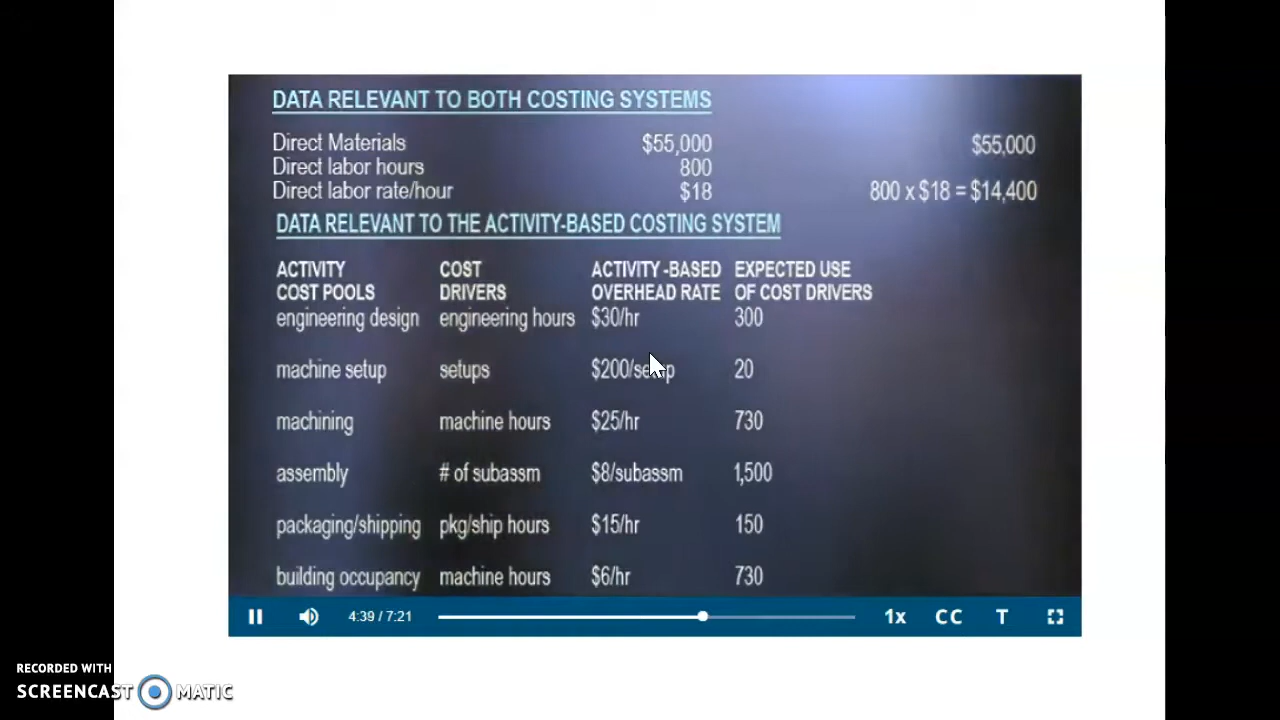 DATA RELEVANT TO BOTH COSTING SYSTEMS
Direct Materials $55,000 $55,000
Direct labor hours 800
Direct labor rate/hour $18 800 x $18 = $14,400
DATA RELEVANT TO THE ACTIVITY-BASED COSTING SYSTEM
ACTIVITY COST ACTIVITY -BASED EXPECTED USE
COST POOLS DRIVERS OVERHEAD RATE OF COST DRIVERS
engineering design engineering hours $30/hr 300
machine setup setups $200/setup 20
machining machine hours $25/hr 730
assembly # of subassm $8/subassm 1,500
packaging/shipping pkg/ship hours $15/hr 150
building occupancy machine hours $6/hr 730
4:39 / 7:21 1x CC T
RECORDED WITH
SCREENCAST MATIC